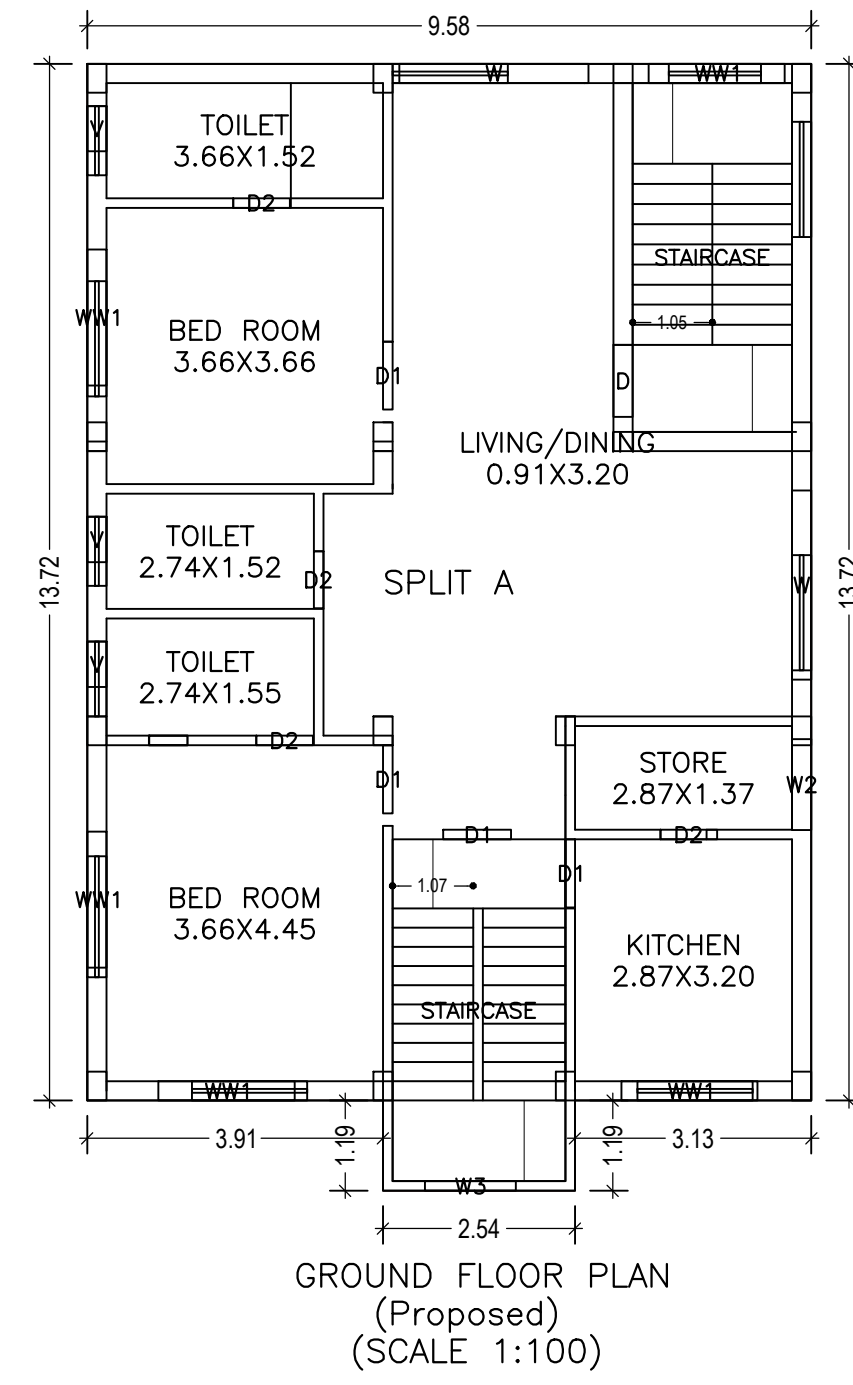 9.58
W
WW1
TOILET
3.66X1.52
V
D2
STAIRCASE
WW1
BED ROOM
3.66X3.66
1.05
D1
D
LIVING/DINING
0.91X3.20
13.72
13.72
V
TOILET
2.74X1.52
D2
SPLIT A
W
V
TOILET
2.74X1.55
D2
D1
STORE
2.87X1.37
W2
D1
D2
D1
1.07
WW1
BED ROOM
3.66X4.45
KITCHEN
2.87X3.20
STAIRCASE
WW1
WW1
3.91
1.19
1.19
3.13
W3
2.54
GROUND FLOOR PLAN
(Proposed)
(SCALE 1:100)